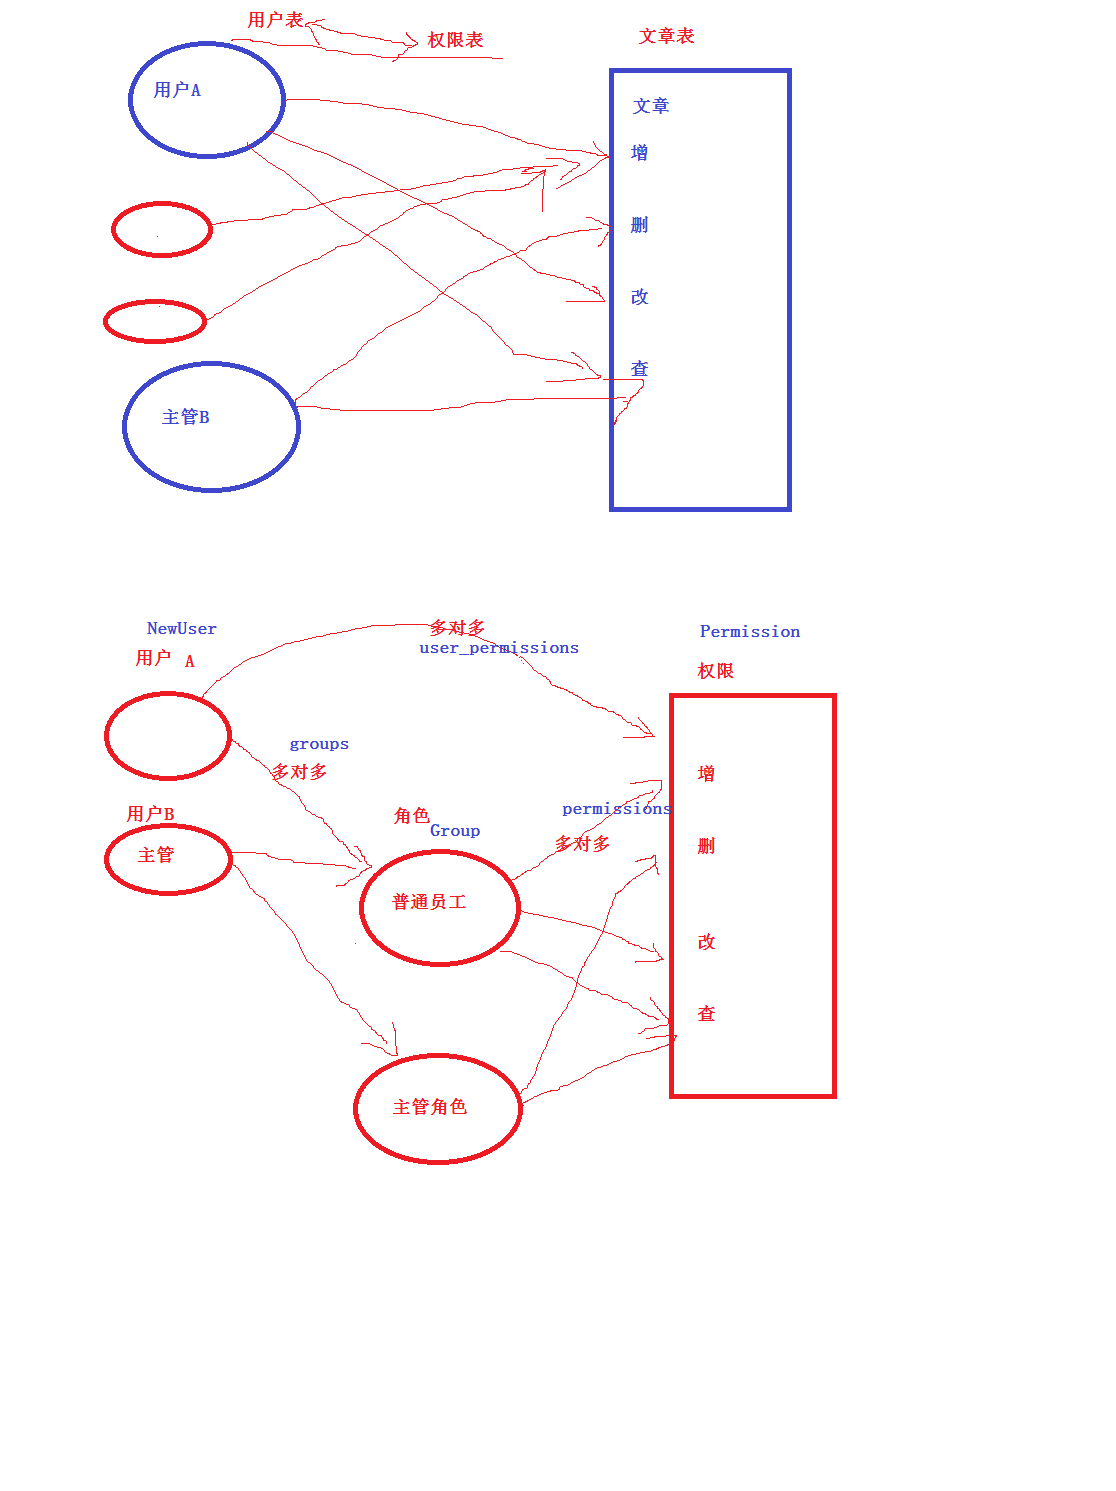 用户表
权限表
文章表
用户A
文章
增
删
改
查
主管B
NewUser
用户 A
多对多
user_permissions
Permission
权限
groups
多对多
增
用户B
主管
角色
Group
permissions
多对多
删
普通员工
改
查
主管角色